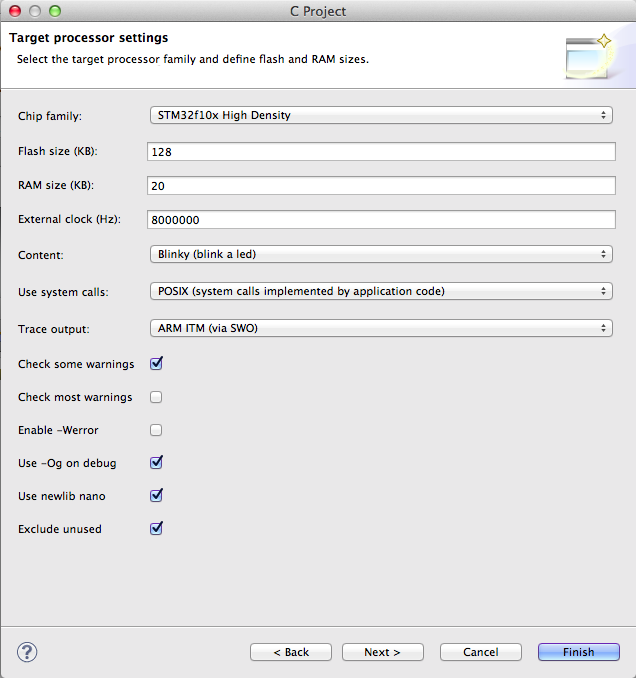 C Project
Target processor settings
Select the target processor family and define flash and RAM sizes.
Chip family: STM32f10x High Density
Flash size (KB): 128
RAM size (KB): 20
External clock (Hz): 8000000
Content: Blinky (blink a led)
Use system calls: POSIX (system calls implemented by application code)
Trace output: ARM ITM (via SWO)
Check some warnings
Check most warnings
Enable -Werror
Use -Og on debug
Use newlib nano
Exclude unused
? < Back Next > Cancel Finish